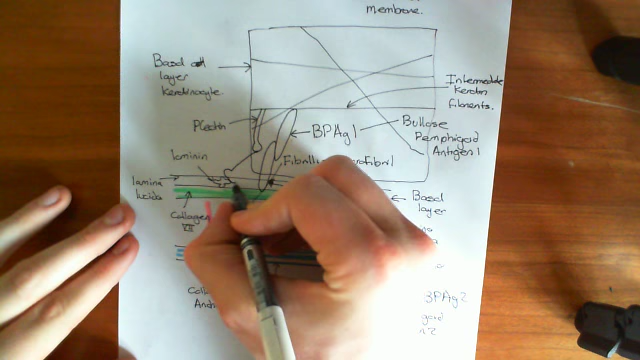 membrane.
Basal cell
layer
keratinocyte.
Intermediate
keratin
filaments.
Plectin
BPAg1
Bullose
Pemphigoid
Antigen 1
laminin
lamina
lucida
Basal
layer
Collagen
VII
BPAg2